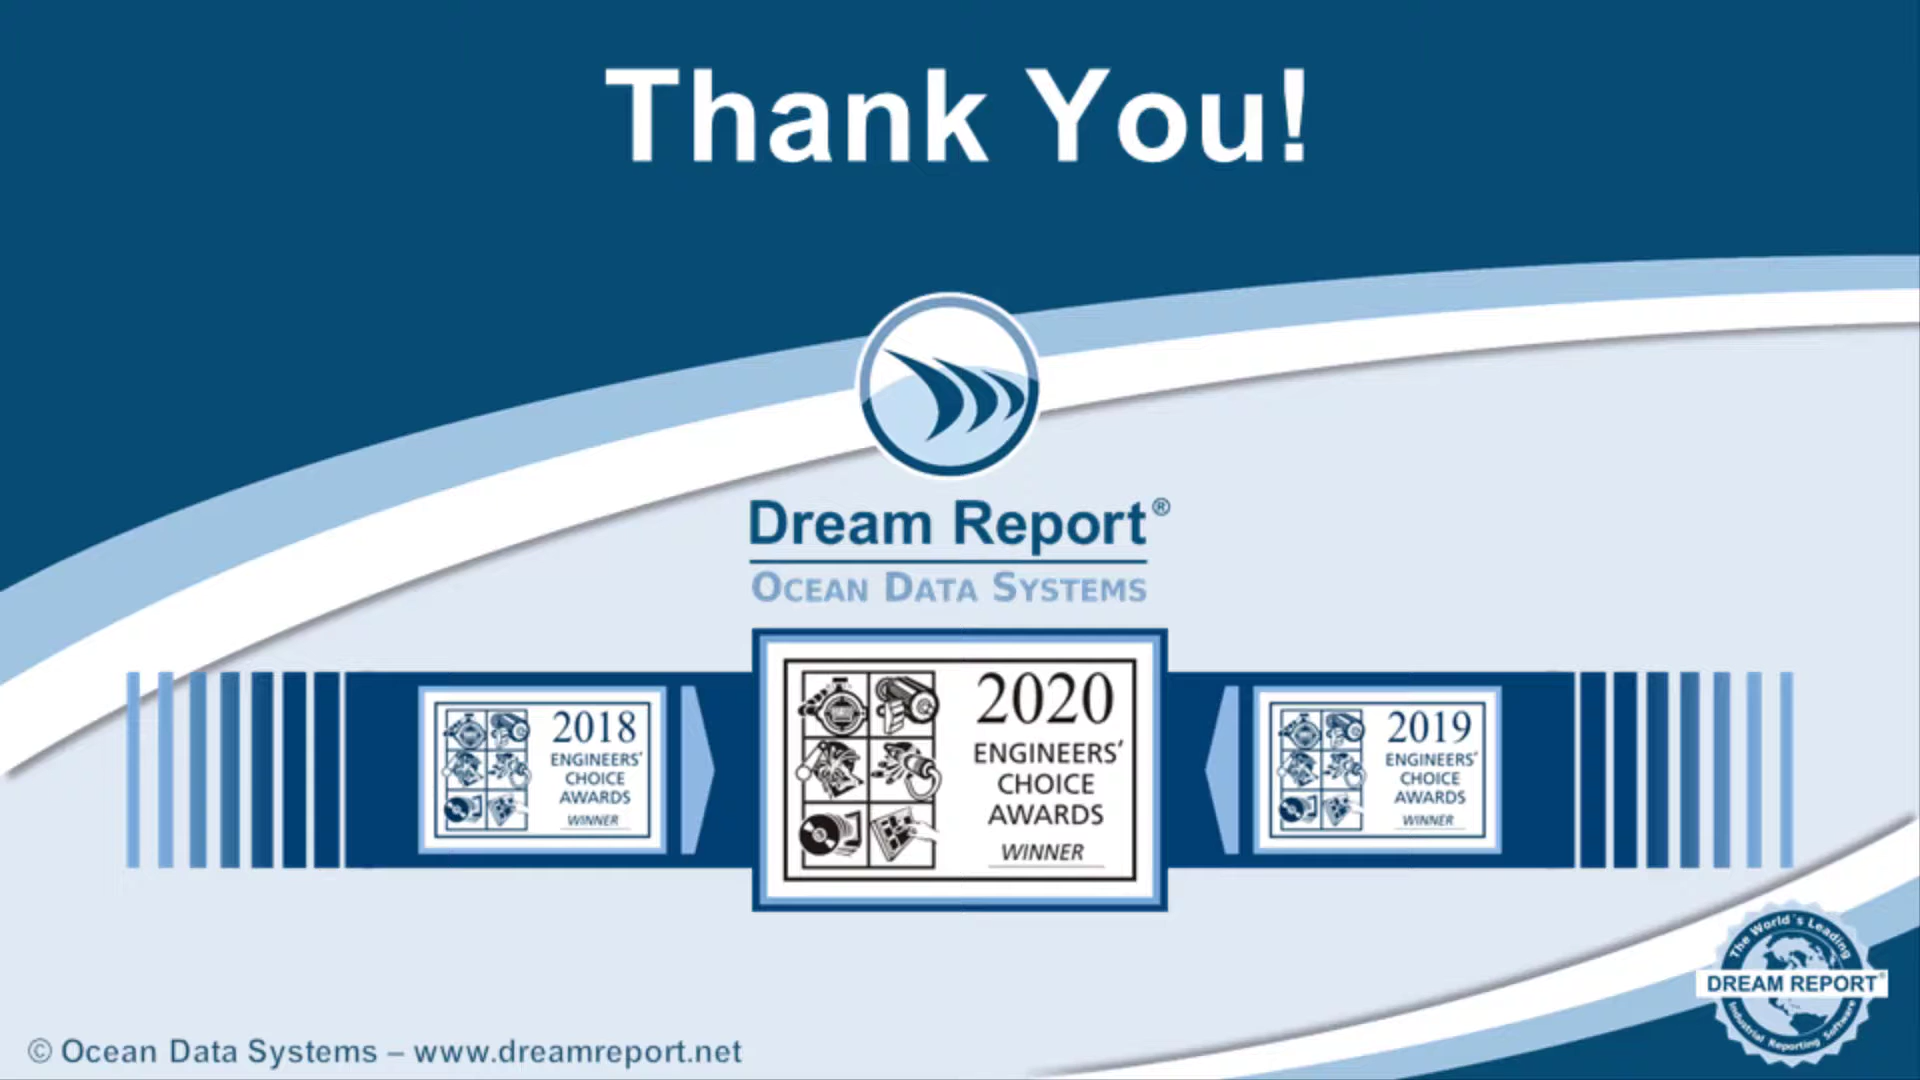 Thank You!
Dream Report®
OCEAN DATA SYSTEMS
2018
ENGINEERS'
CHOICE
AWARDS
WINNER
2020
ENGINEERS'
CHOICE
AWARDS
WINNER
2019
ENGINEERS'
CHOICE
AWARDS
WINNER
The World's Leading
DREAM REPORT®
Industrial Reporting Software
© Ocean Data Systems – www.dreamreport.net